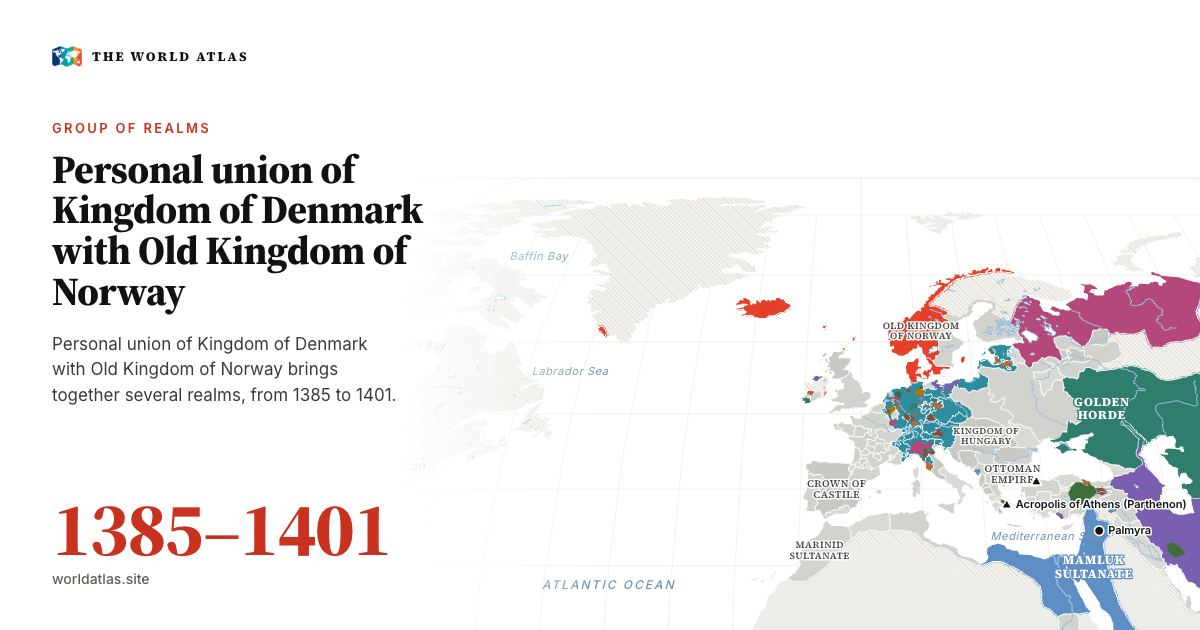 THE WORLD ATLAS
GROUP OF REALMS
Personal union of
Kingdom of Denmark
with Old Kingdom of
Norway
Personal union of Kingdom of Denmark
with Old Kingdom of Norway brings
together several realms, from 1385 to 1401.
1385–1401
worldatlas.site
Baffin Bay
Labrador Sea
ATLANTIC OCEAN
OLD KINGDOM
OF NORWAY
GOLDEN
HORDE
KINGDOM OF
HUNGARY
OTTOMAN
EMPIRE
CROWN OF
CASTILE
Acropolis of Athens (Parthenon)
Palmyra
Mediterranean S
MARINID
SULTANATE
MAMLUK
SULTANATE